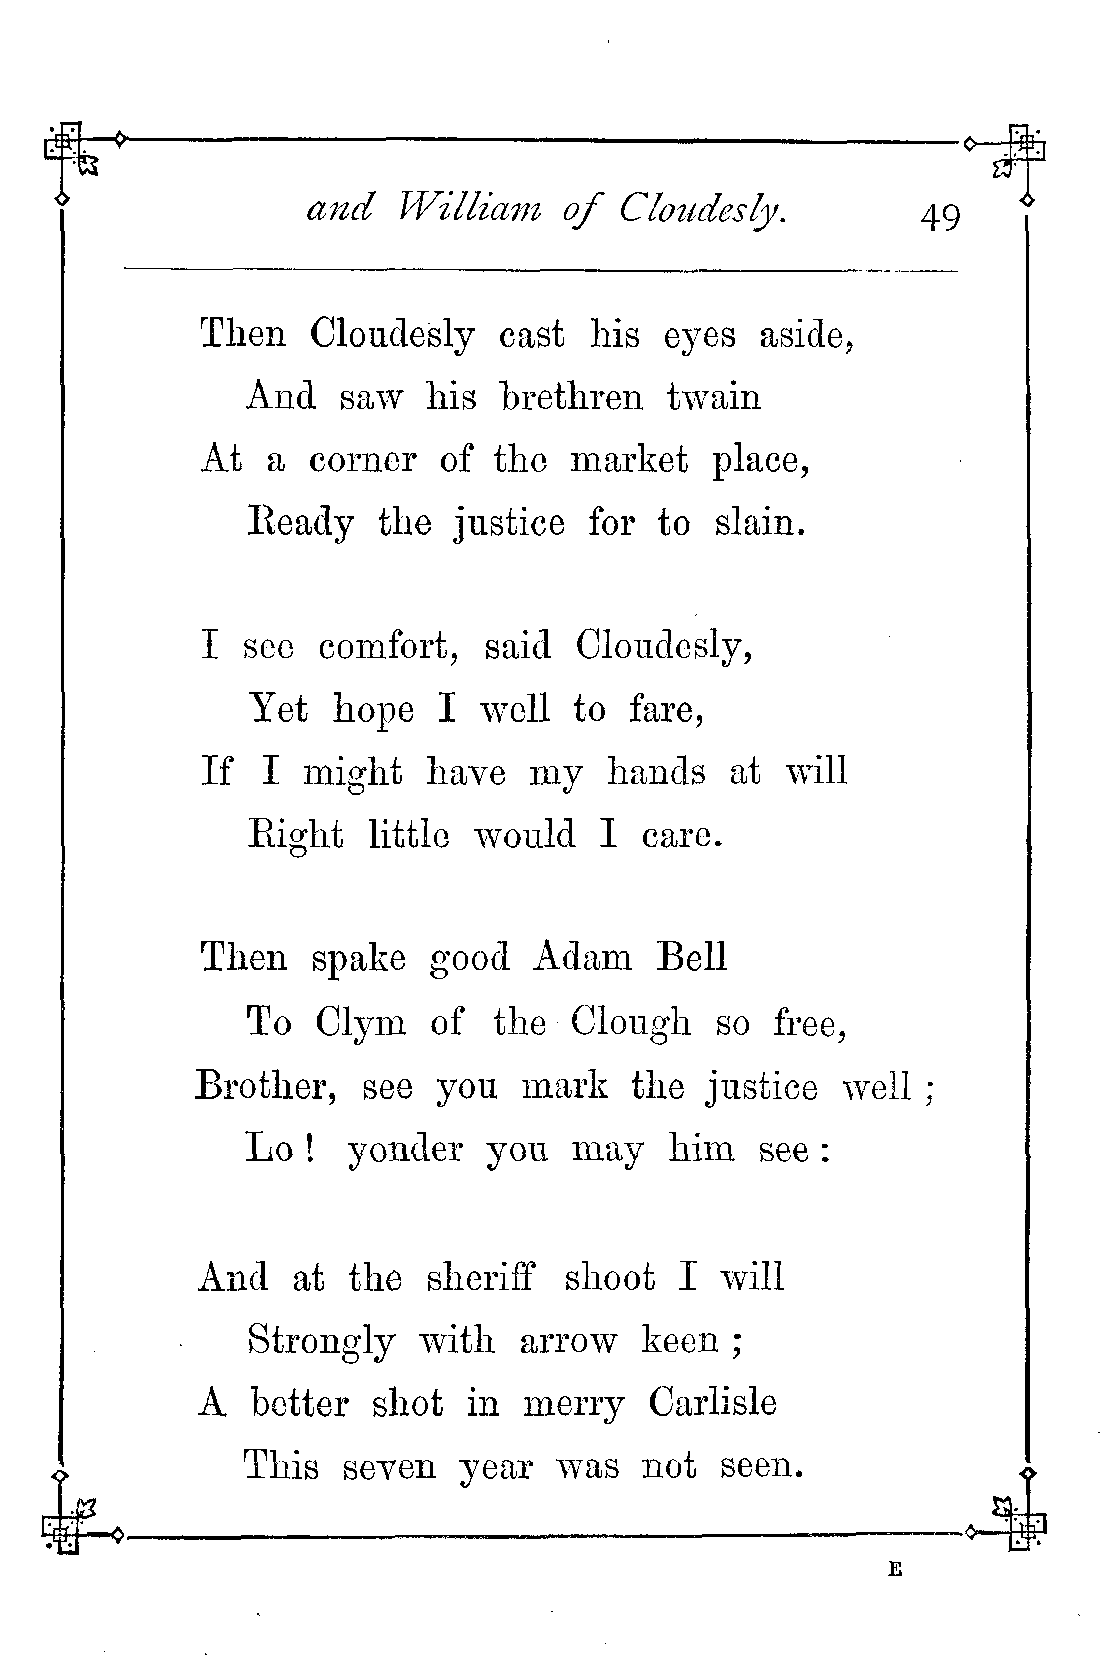 and William of Cloudesly. 49
Then Cloudesly cast his eyes aside,
And saw his brethren twain
At a corner of the market place,
Ready the justice for to slain.
I see comfort, said Cloudesly,
Yet hope I well to fare,
If I might have my hands at will
Right little would I care.
Then spake good Adam Bell
To Clym of the Clough so free,
Brother, see you mark the justice well ;
Lo ! yonder you may him see :
And at the sheriff shoot I will
Strongly with arrow keen ;
A better shot in merry Carlisle
This seven year was not seen.
E